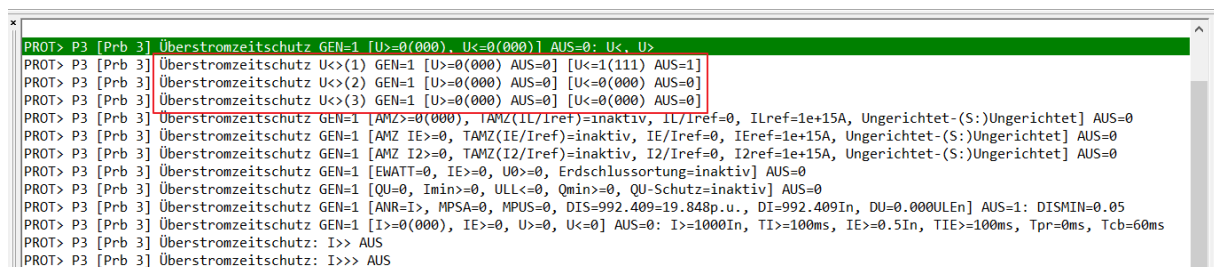 PROT> P3 [Prb 3] Überstromzeitschutz GEN=1 [U>=0(000), U<=0(000)] AUS=0: U<, U>
PROT> P3 [Prb 3] Überstromzeitschutz U<>(1) GEN=1 [U>=0(000) AUS=0] [U<=1(111) AUS=1]
PROT> P3 [Prb 3] Überstromzeitschutz U<>(2) GEN=1 [U>=0(000) AUS=0] [U<=0(000) AUS=0]
PROT> P3 [Prb 3] Überstromzeitschutz U<>(3) GEN=1 [U>=0(000) AUS=0] [U<=0(000) AUS=0]
PROT> P3 [Prb 3] Überstromzeitschutz GEN=1 [AMZ>=0(000), TAMZ(IL/Iref)=inaktiv, IL/Iref=0, ILref=1e+15A, Ungerichtet-(S:)Ungerichtet] AUS=0
PROT> P3 [Prb 3] Überstromzeitschutz GEN=1 [AMZ IE>=0, TAMZ(IE/Iref)=inaktiv, IE/Iref=0, IEref=1e+15A, Ungerichtet-(S:)Ungerichtet] AUS=0
PROT> P3 [Prb 3] Überstromzeitschutz GEN=1 [AMZ I2>=0, TAMZ(I2/Iref)=inaktiv, I2/Iref=0, I2ref=1e+15A, Ungerichtet-(S:)Ungerichtet] AUS=0
PROT> P3 [Prb 3] Überstromzeitschutz GEN=1 [EWATT=0, IE>=0, U0>=0, Erdschlussortung=inaktiv] AUS=0
PROT> P3 [Prb 3] Überstromzeitschutz GEN=1 [QU=0, Imin>=0, ULL<=0, Qmin>=0, QU-Schutz=inaktiv] AUS=0
PROT> P3 [Prb 3] Überstromzeitschutz GEN=1 [ANR=I>, MPSA=0, MPUS=0, DIS=992.409=19.848p.u., DI=992.409In, DU=0.000ULEn] AUS=1: DISMIN=0.05
PROT> P3 [Prb 3] Überstromzeitschutz GEN=1 [I>=0(000), IE>=0, U>=0, U<=0] AUS=0: I>=1000In, TI>=100ms, IE>=0.5In, TIE>=100ms, Tpr=0ms, Tcb=60ms
PROT> P3 [Prb 3] Überstromzeitschutz: I>> AUS
PROT> P3 [Prb 3] Überstromzeitschutz: I>>> AUS